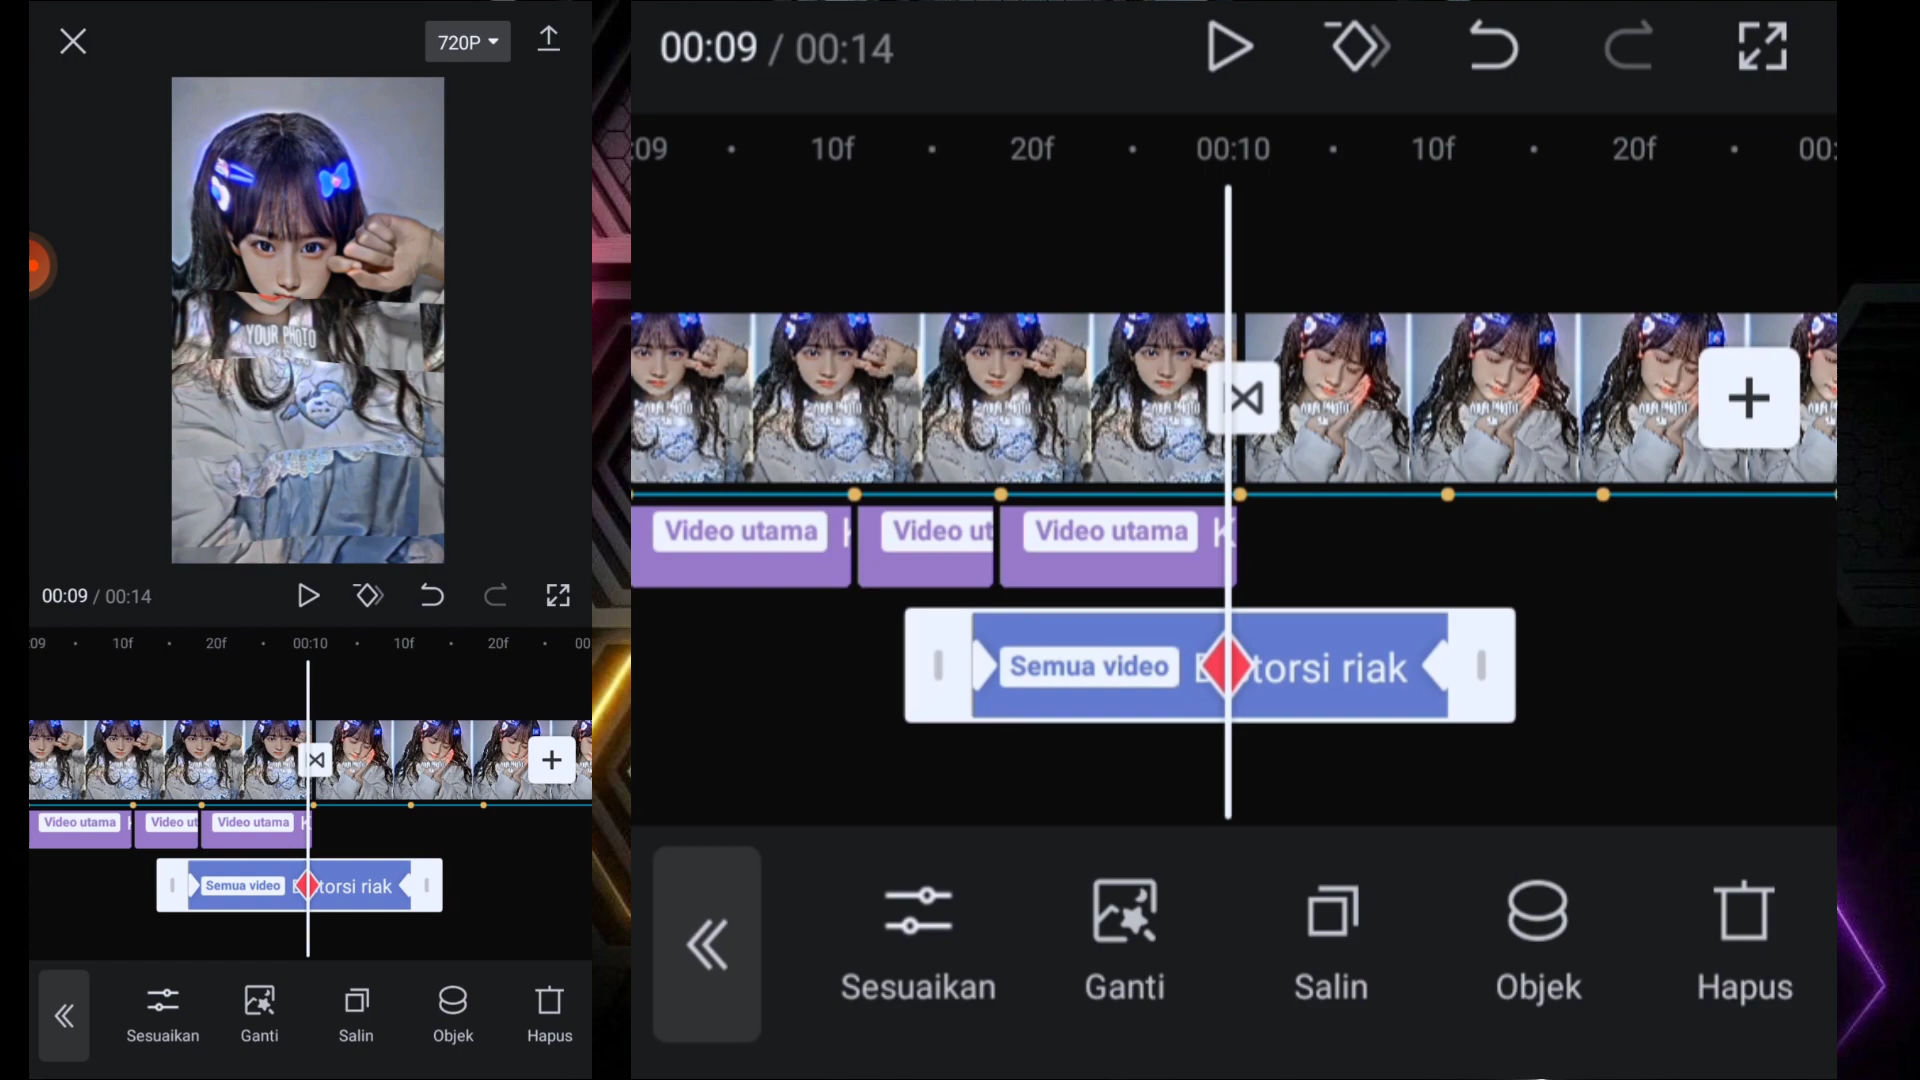 720P
YOUR PHOTO
00:09 / 00:14
:09 10f 20f 00:10 10f 20f 00
Video utama
Video ut
Video utama K
Semua video torsi riak
Sesuaikan
Ganti
Salin
Objek
Hapus
00:09 / 00:14
:09 10f 20f 00:10 10f 20f 00:
Video utama
Video ut
Video utama K
Semua video torsi riak
Sesuaikan
Ganti
Salin
Objek
Hapus